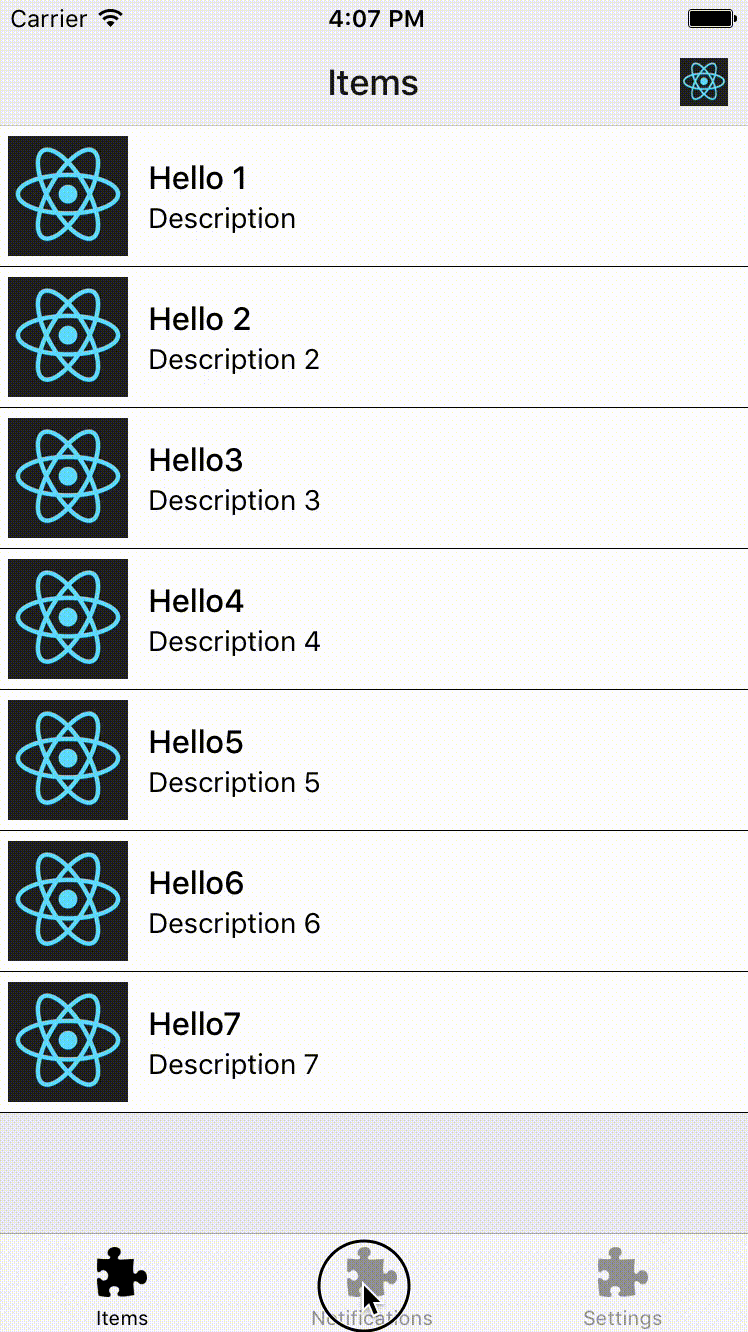 Carrier 4:07 PM
Items
Hello 1
Description
Hello 2
Description 2
Hello3
Description 3
Hello4
Description 4
Hello5
Description 5
Hello6
Description 6
Hello7
Description 7
Items Notifications Settings